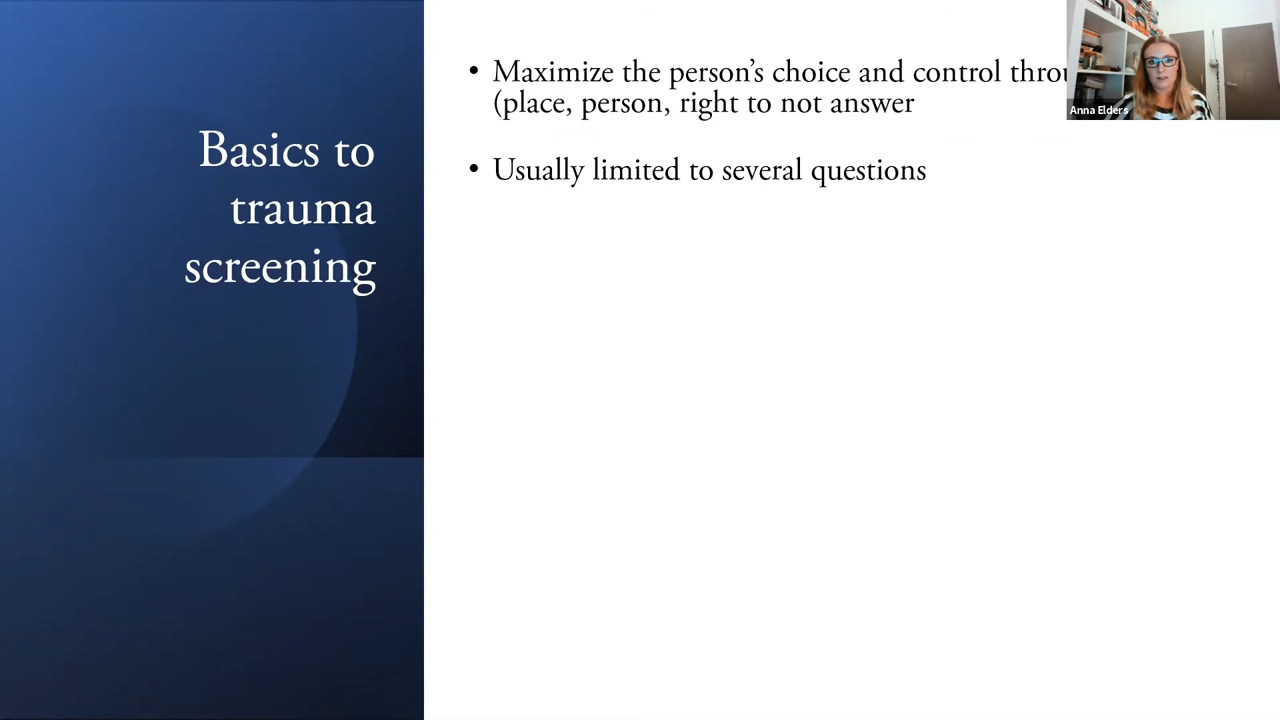 Basics to
trauma
screening
• Maximize the person's choice and control
(place, person, right to not answer
• Usually limited to several questions
Anna Elders